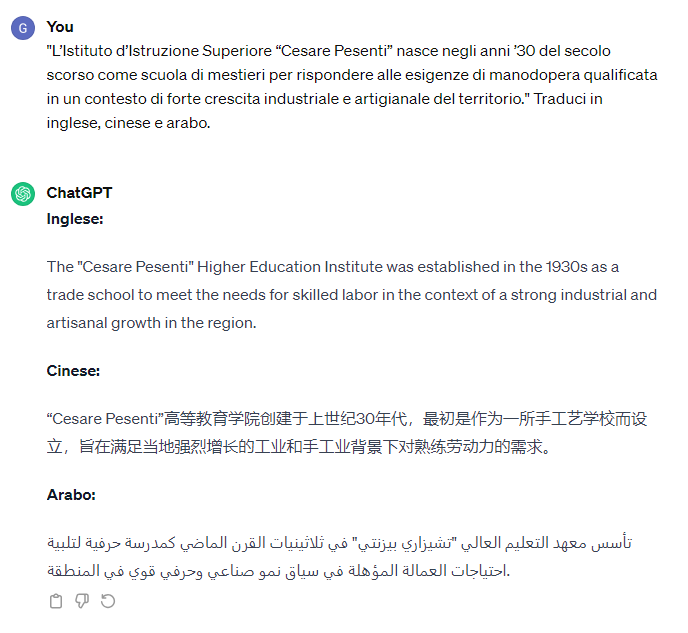 G You
"L’Istituto d’Istruzione Superiore “Cesare Pesenti” nasce negli anni ’30 del secolo
scorso come scuola di mestieri per rispondere alle esigenze di manodopera qualificata
in un contesto di forte crescita industriale e artigianale del territorio." Traduci in
inglese, cinese e arabo.
ChatGPT
Inglese:
The "Cesare Pesenti" Higher Education Institute was established in the 1930s as a
trade school to meet the needs for skilled labor in the context of a strong industrial and
artisanal growth in the region.
Cinese:
“Cesare Pesenti”高等教育学院创建于上世纪30年代，最初是作为一所手工艺学校而设
立，旨在满足当地强烈增长的工业和手工业背景下对熟练劳动力的需求。
Arabo:
تأسس معهد التعليم العالي "تشيزاري بيزنتي" في ثلاثينيات القرن الماضي كمدرسة حرفية لتلبية
احتياجات العمالة المؤهلة في سياق نمو صناعي وحرفي قوي في المنطقة.